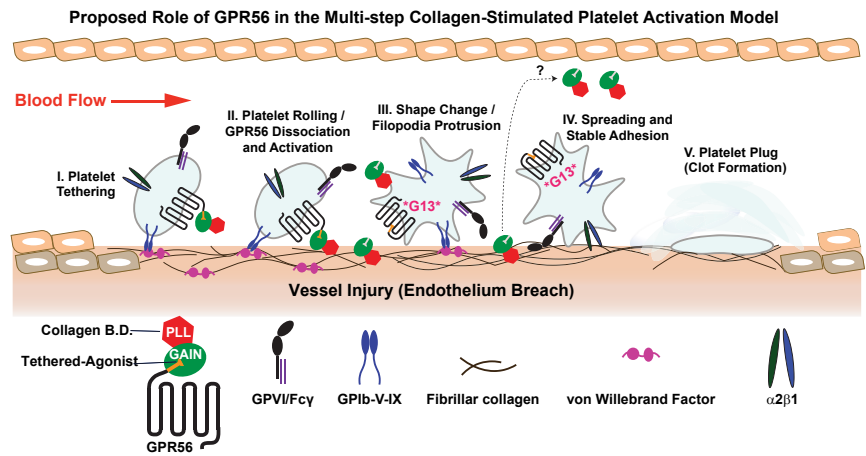 Proposed Role of GPR56 in the Multi-step Collagen-Stimulated Platelet Activation Model
Blood Flow
I. Platelet
Tethering
II. Platelet Rolling /
GPR56 Dissociation
and Activation
III. Shape Change /
Filopodia Protrusion
*G13*
?
IV. Spreading and
Stable Adhesion
*G13*
V. Platelet Plug
(Clot Formation)
Vessel Injury (Endothelium Breach)
Collagen B.D.
PLL
GAIN
Tethered-Agonist
GPR56
GPVI/Fcγ
GPIb-V-IX
Fibrillar collagen
von Willebrand Factor
α2β1